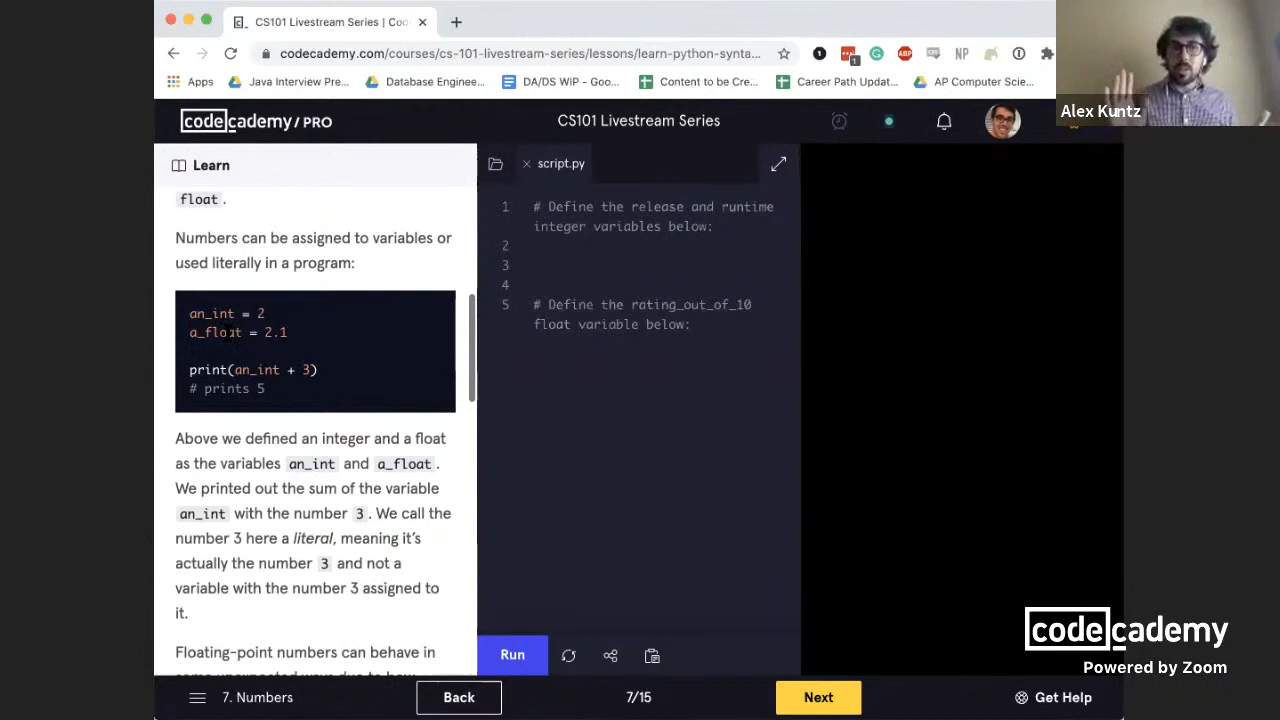 CS101 Livestream Series | Cod
codecademy.com/courses/cs-101-livestream-series/lessons/learn-python-synta...
NP
1
ABP
Apps
Java Interview Pre...
Database Enginee...
DA/DS WIP - Goo...
Content to be Cre...
Career Path Updat...
AP Computer Scie...
Alex Kuntz
codecademy / PRO
CS101 Livestream Series
Learn
float.
Numbers can be assigned to variables or
used literally in a program:
an_int = 2
a_float = 2.1
print(an_int + 3)
# prints 5
Above we defined an integer and a float
as the variables an_int and a_float.
We printed out the sum of the variable
an_int with the number 3. We call the
number 3 here a literal, meaning it's
actually the number 3 and not a
variable with the number 3 assigned to
it.
Floating-point numbers can behave in
script.py
1 # Define the release and runtime
integer variables below:
2
3
4
5 # Define the rating_out_of_10
float variable below:
Run
7. Numbers
Back
7/15
Next
Get Help
codecademy
Powered by Zoom